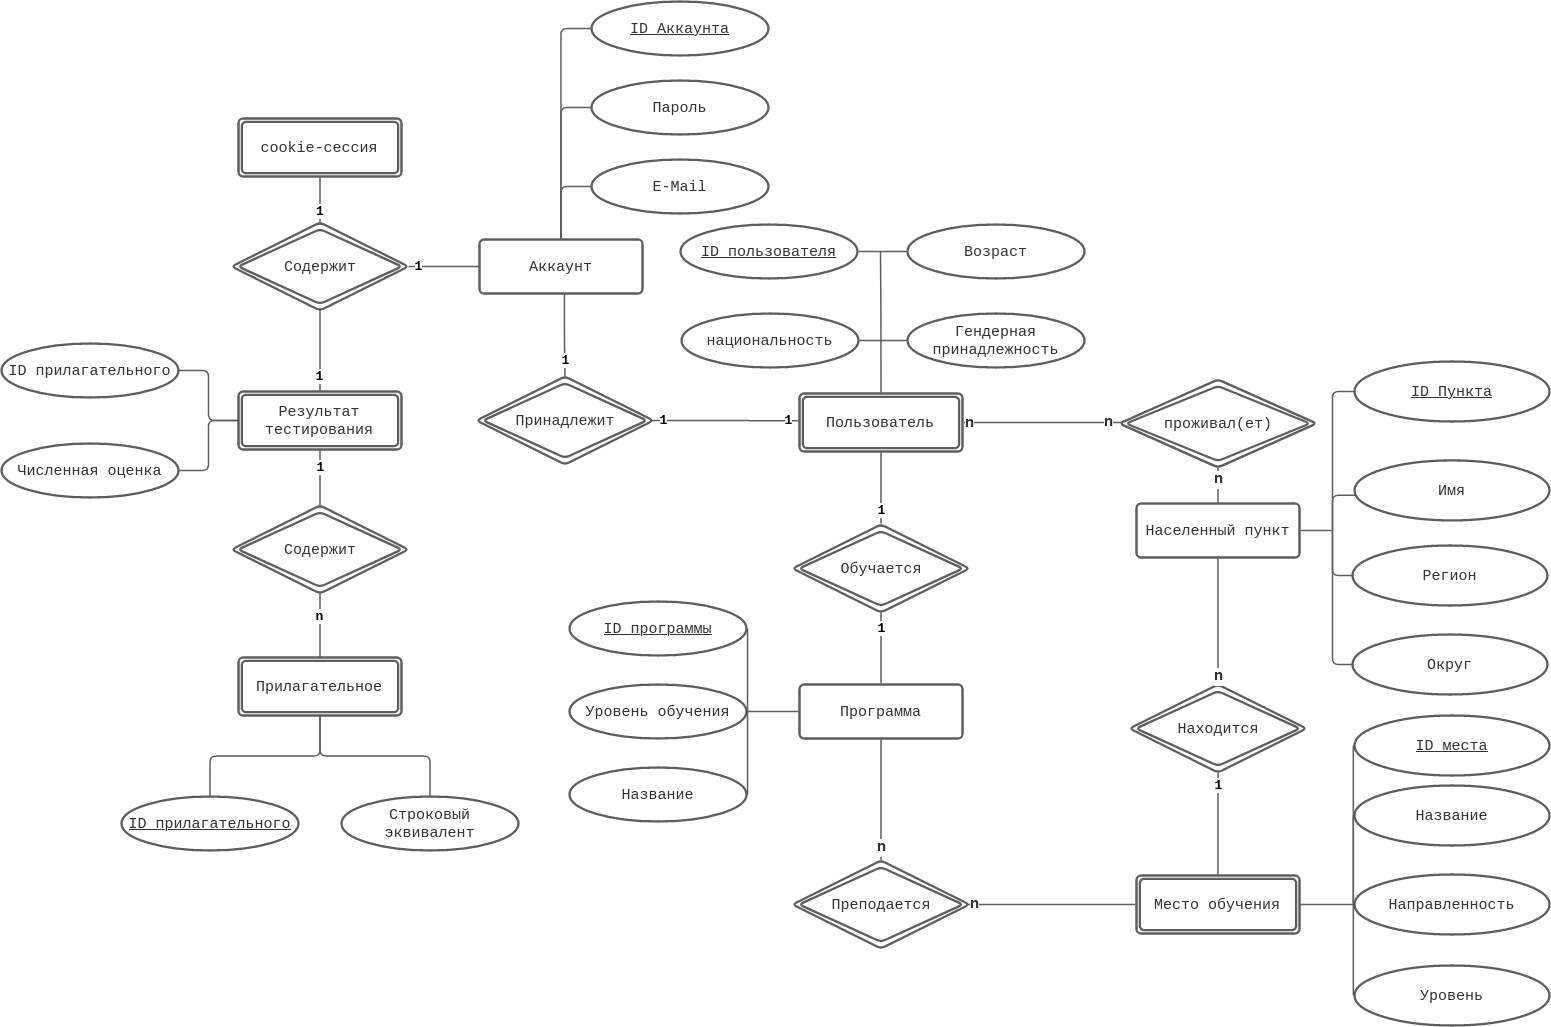 ID Аккаунта
Пароль
cookie-сессия
E-Mail
1
ID пользователя
Возраст
Содержит
1
Аккаунт
национальность
Гендерная
принадлежность
1
ID прилагательного
1
ID Пункта
Результат
тестирования
Принадлежит
1
1
Пользователь
n
n
проживал(ет)
Численная оценка
1
n
Имя
1
Населенный пункт
Содержит
Обучается
Регион
n
ID программы
1
Округ
n
Прилагательное
Уровень обучения
Программа
Находится
ID места
Название
1
ID прилагательного
Строковый
эквивалент
Название
n
Преподается
n
Место обучения
Направленность
Уровень